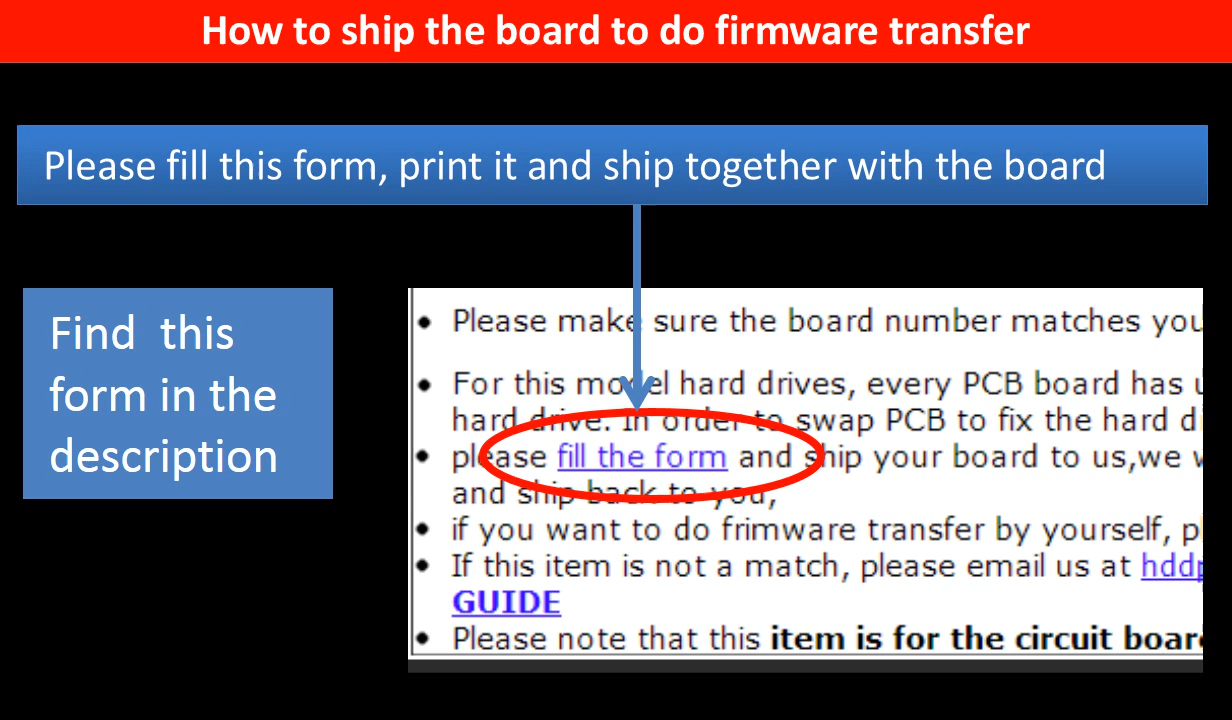 How to ship the board to do firmware transfer
Please fill this form, print it and ship together with the board
Find this
form in the
description
Please make sure the board number matches
For this model hard drives, every PCB board has
hard drive. In order to swap PCB to fix the hard
please fill the form and ship your board to us,we
and ship back to you,
if you want to do frimware transfer by yourself,
If this item is not a match, please email us at
GUIDE
Please note that this item is for the circuit